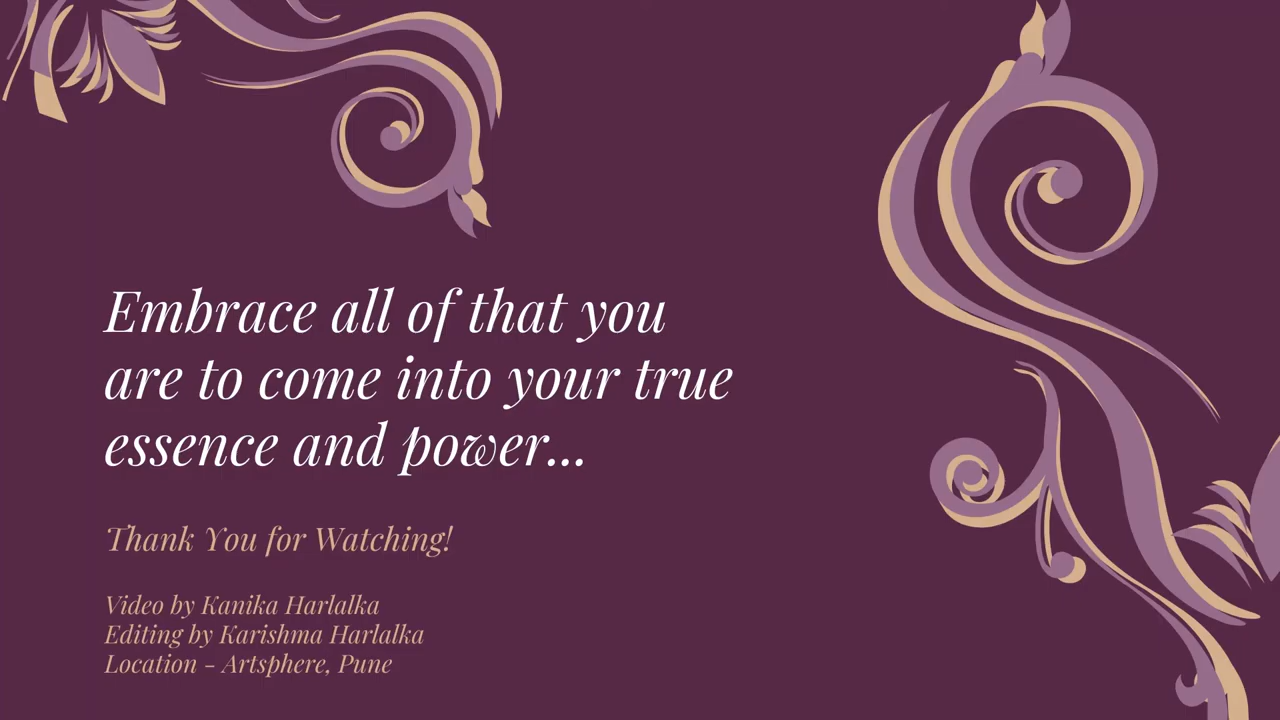 Embrace all of that you
are to come into your true
essence and power...
Thank You for Watching!
Video by Kanika Harlalka
Editing by Karishma Harlalka
Location - Artsphere, Pune